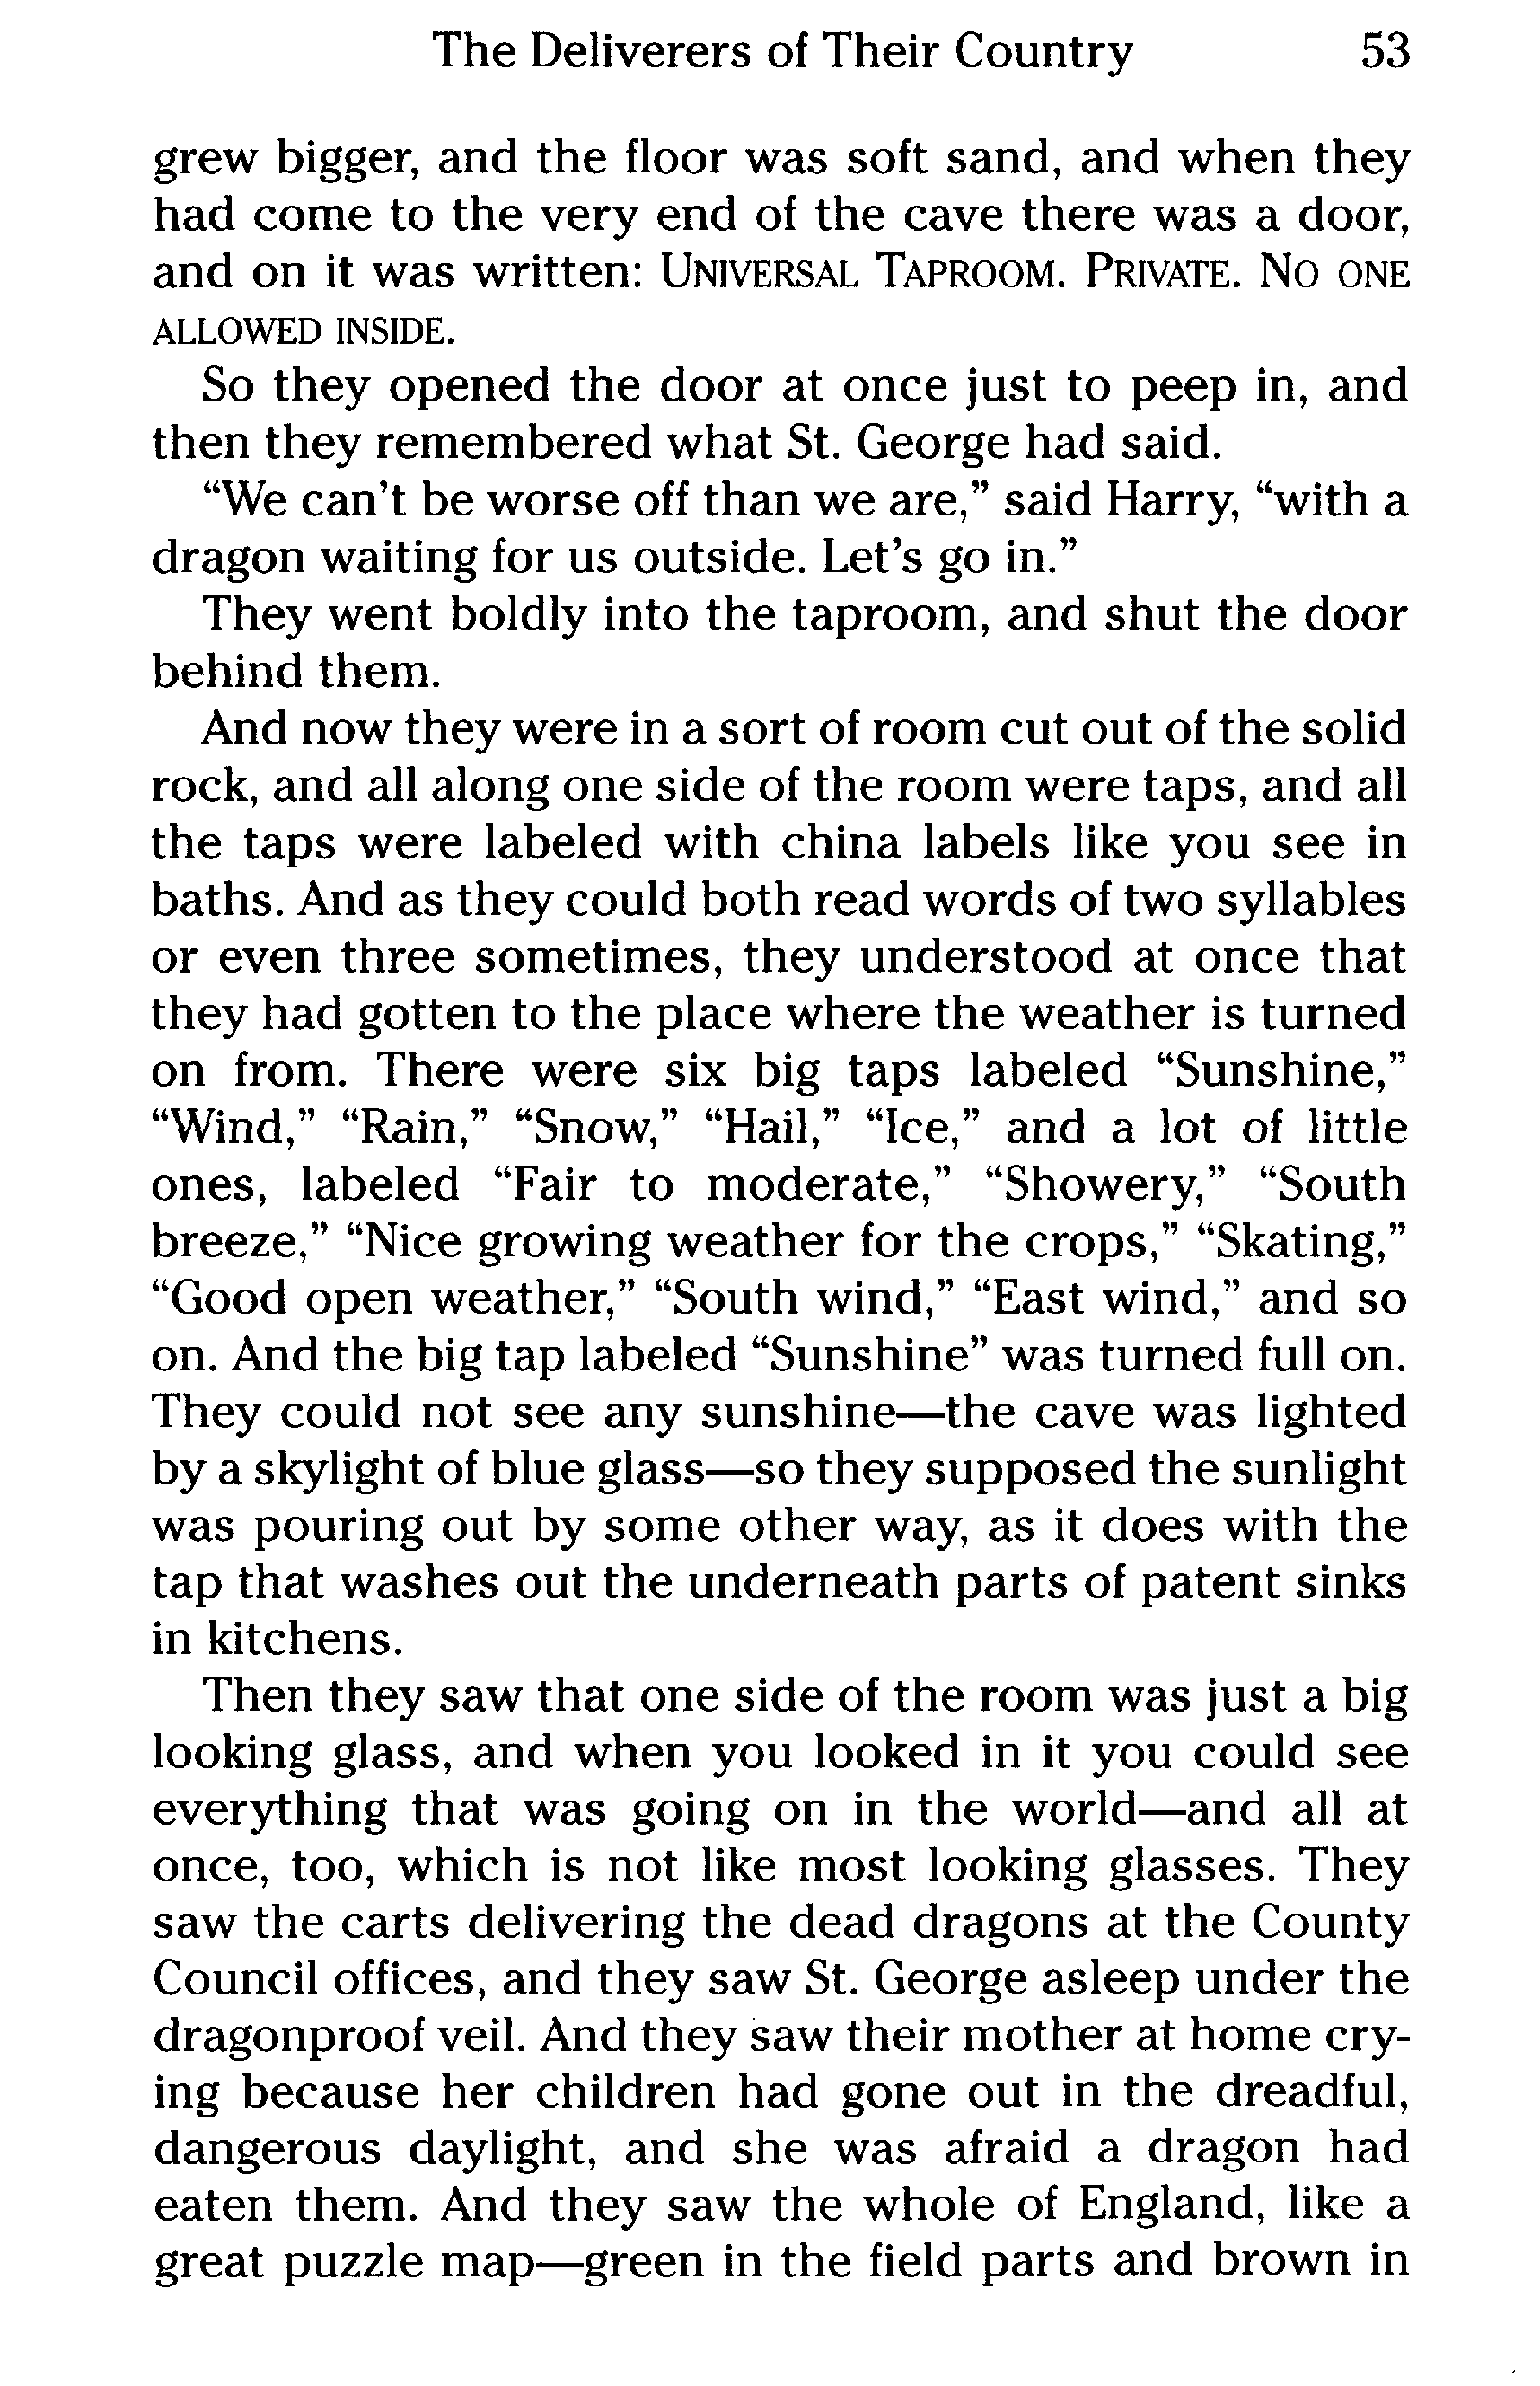 The Deliverers of Their Country 53
grew bigger, and the floor was soft sand, and when they
had come to the very end of the cave there was a door,
and on it was written: UNIVERSAL TAPROOM. PRIVATE. NO ONE
ALLOWED INSIDE.
So they opened the door at once just to peep in, and
then they remembered what St. George had said.
“We can’t be worse off than we are,” said Harry, “with a
dragon waiting for us outside. Let’s go in.”
They went boldly into the taproom, and shut the door
behind them.
And now they were in a sort of room cut out of the solid
rock, and all along one side of the room were taps, and all
the taps were labeled with china labels like you see in
baths. And as they could both read words of two syllables
or even three sometimes, they understood at once that
they had gotten to the place where the weather is turned
on from. There were six big taps labeled “Sunshine,”
“Wind,” “Rain,” “Snow,” “Hail,” “Ice,” and a lot of little
ones, labeled “Fair to moderate,” “Showery,” “South
breeze,” “Nice growing weather for the crops,” “Skating,”
“Good open weather,” “South wind,” “East wind,” and so
on. And the big tap labeled “Sunshine” was turned full on.
They could not see any sunshine—the cave was lighted
by a skylight of blue glass—so they supposed the sunlight
was pouring out by some other way, as it does with the
tap that washes out the underneath parts of patent sinks
in kitchens.
Then they saw that one side of the room was just a big
looking glass, and when you looked in it you could see
everything that was going on in the world—and all at
once, too, which is not like most looking glasses. They
saw the carts delivering the dead dragons at the County
Council offices, and they saw St. George asleep under the
dragonproof veil. And they saw their mother at home cry-
ing because her children had gone out in the dreadful,
dangerous daylight, and she was afraid a dragon had
eaten them. And they saw the whole of England, like a
great puzzle map—green in the field parts and brown in